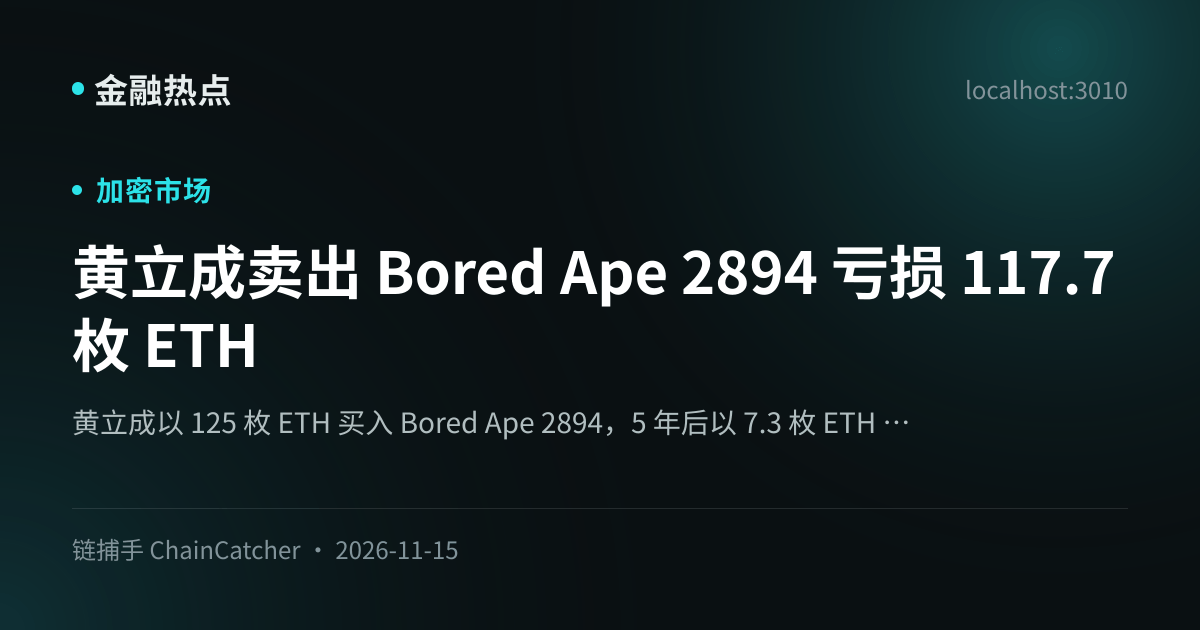 金融热点
localhost:3010
加密市场
黄立成卖出 Bored Ape 2894 亏损 117.7
枚 ETH
黄立成以 125 枚 ETH 买入 Bored Ape 2894，5 年后以 7.3 枚 ETH …
链捕手 ChainCatcher · 2026-11-15